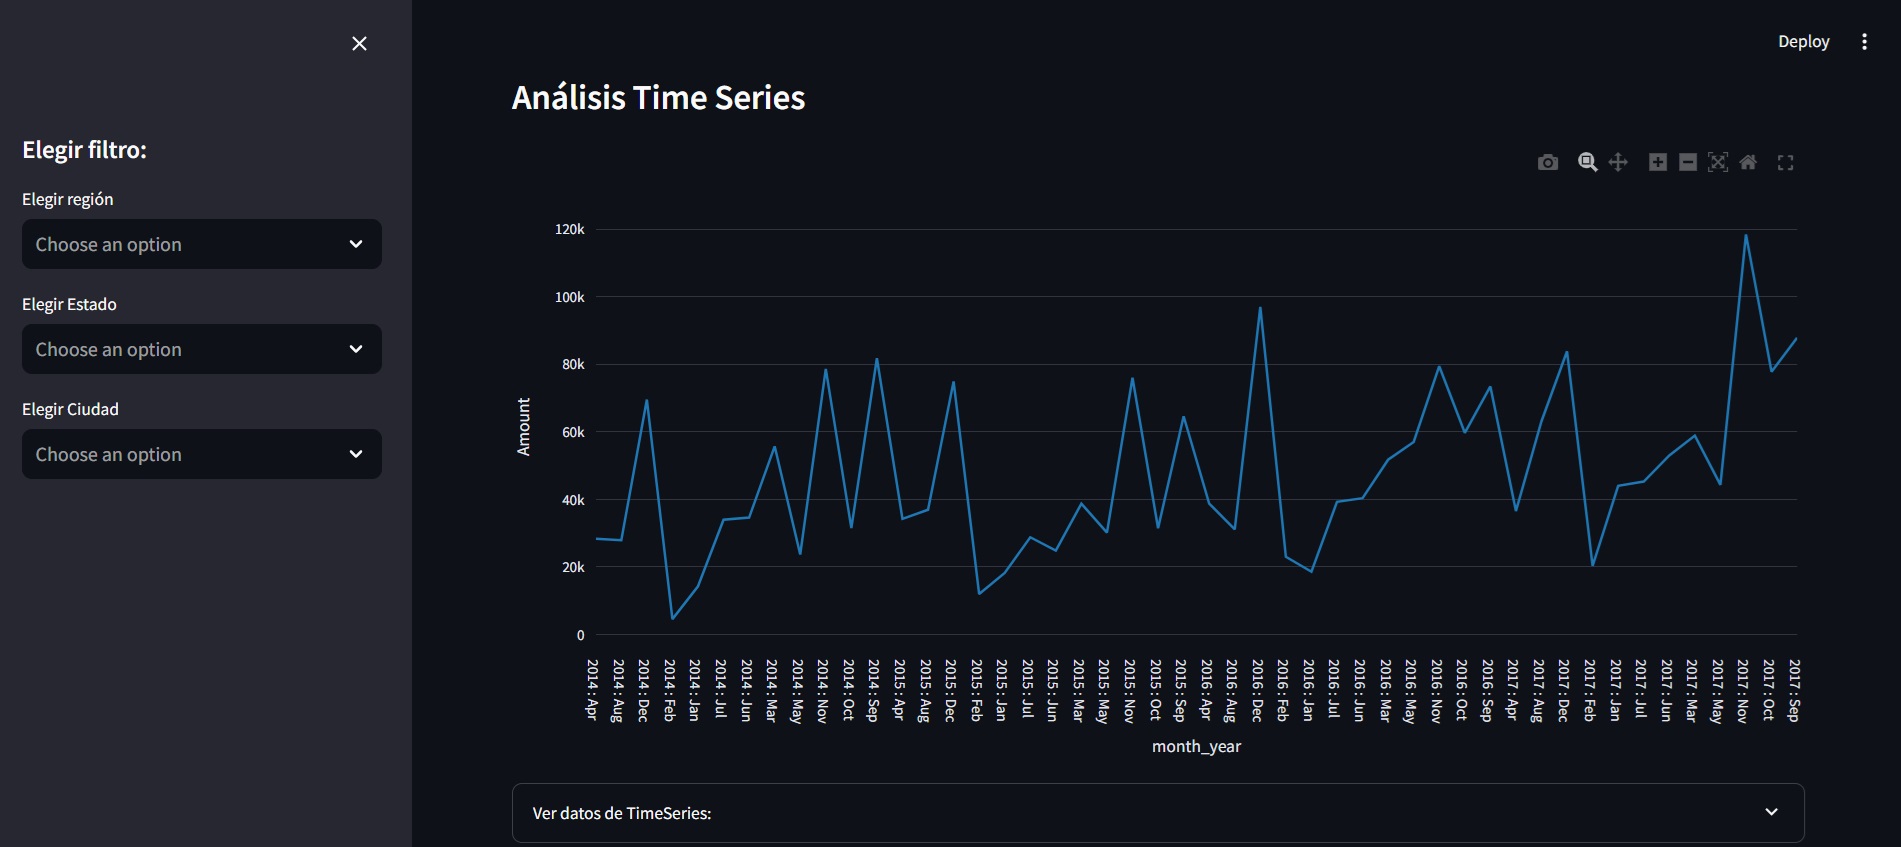 Deploy
Análisis Time Series
Elegir filtro:
Elegir región
Choose an option
Elegir Estado
Choose an option
Elegir Ciudad
Choose an option
120k
100k
80k
60k
40k
20k
0
Amount
2014 : Apr
2014 : Aug
2014 : Dec
2014 : Feb
2014 : Jan
2014 : Jul
2014 : Jun
2014 : Mar
2014 : May
2014 : Nov
2014 : Oct
2014 : Sep
2015 : Apr
2015 : Aug
2015 : Dec
2015 : Feb
2015 : Jan
2015 : Jul
2015 : Jun
2015 : Mar
2015 : May
2015 : Nov
2015 : Oct
2015 : Sep
2016 : Apr
2016 : Aug
2016 : Dec
2016 : Feb
2016 : Jan
2016 : Jul
2016 : Jun
2016 : Mar
2016 : May
2016 : Nov
2016 : Oct
2016 : Sep
2017 : Apr
2017 : Aug
2017 : Dec
2017 : Feb
2017 : Jan
2017 : Jul
2017 : Jun
2017 : Mar
2017 : May
2017 : Nov
2017 : Oct
2017 : Sep
month_year
Ver datos de TimeSeries: